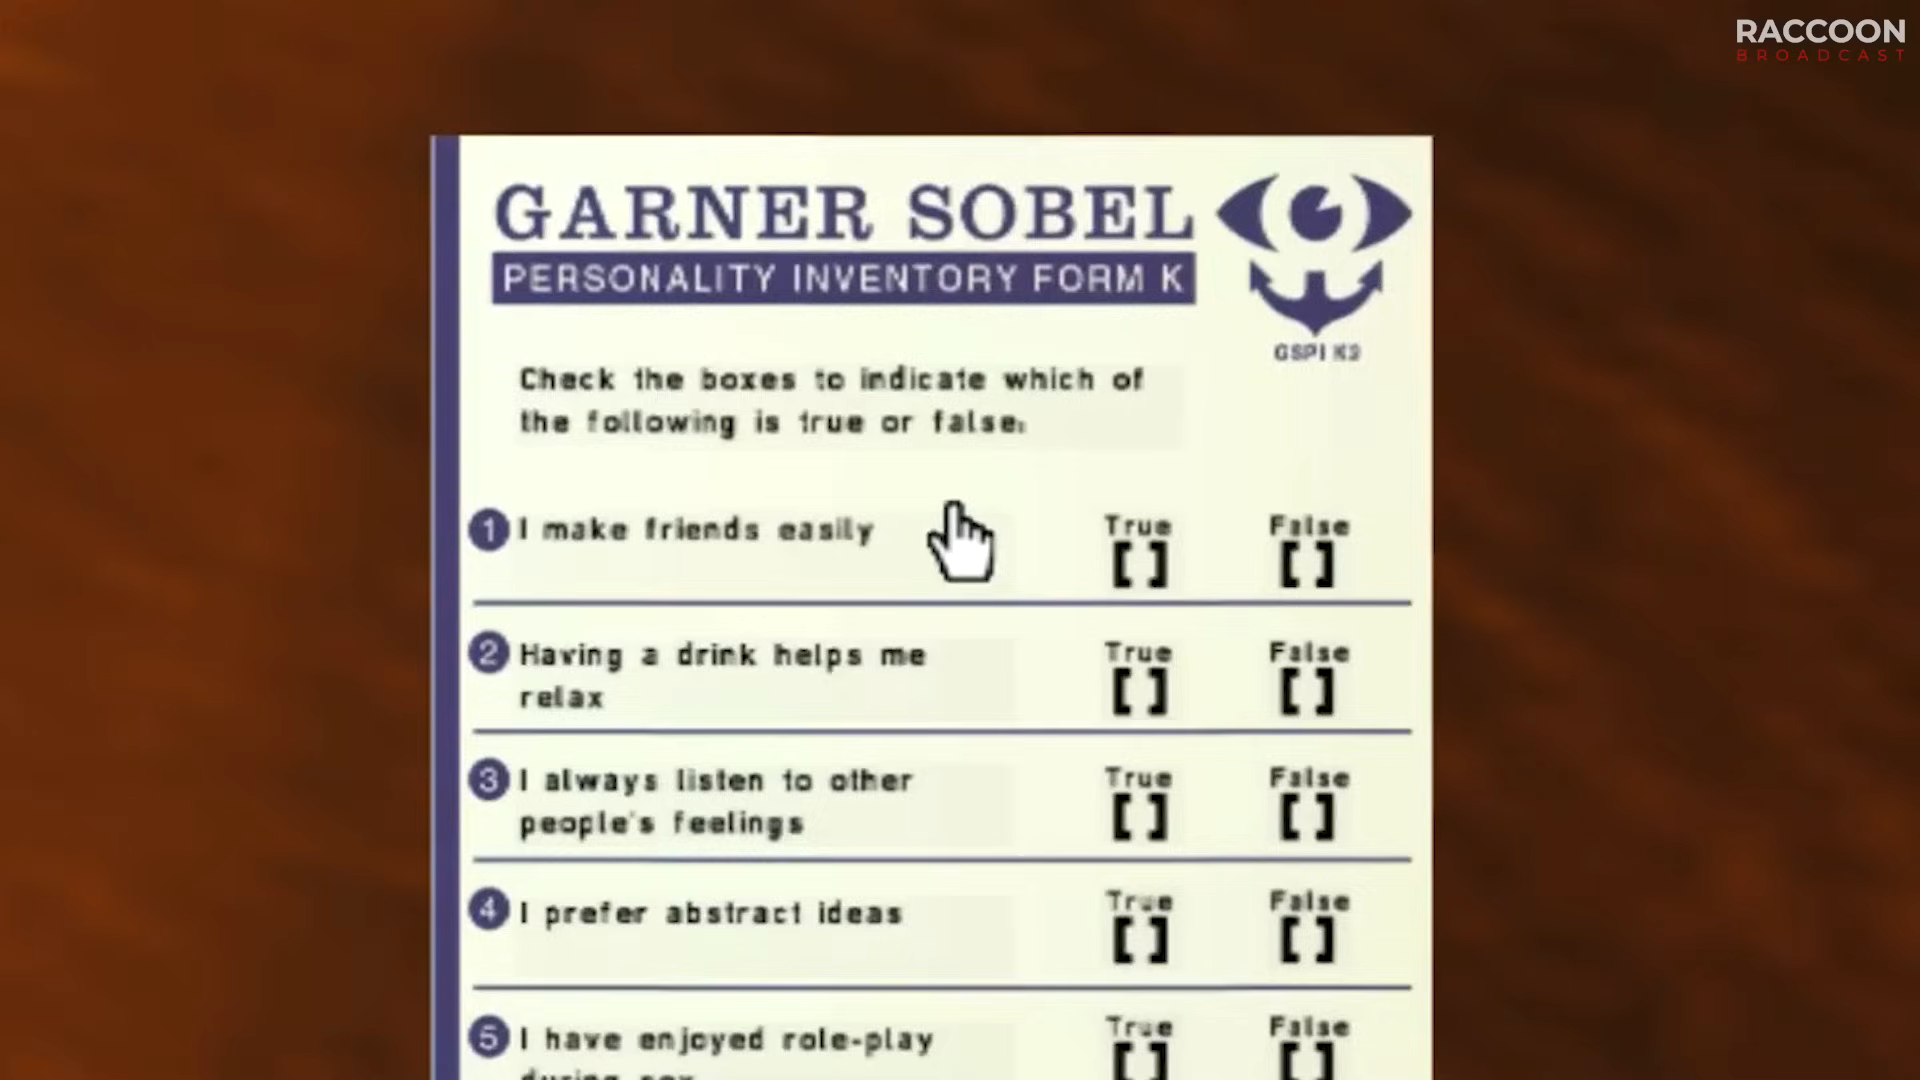 RACCOON
BROADCAST
GARNER SOBEL
PERSONALITY INVENTORY FORM K
GSPI K3
Check the boxes to indicate which of
the following is true or false:
1 I make friends easily True [ ] False [ ]
2 Having a drink helps me
relax True [ ] False [ ]
3 I always listen to other
people's feelings True [ ] False [ ]
4 I prefer abstract ideas True [ ] False [ ]
5 I have enjoyed role-play True [ ] False [ ]
during sex